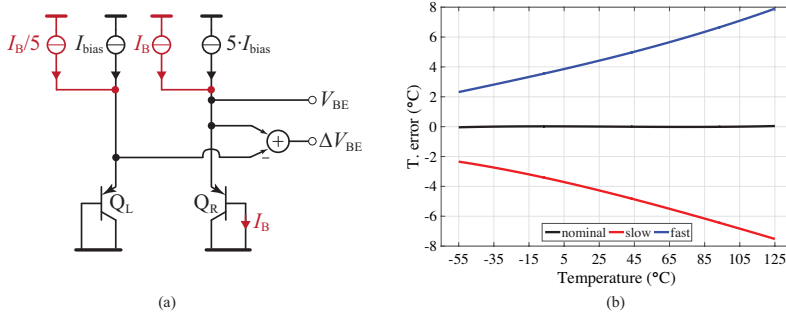 I_B/5 I_bias I_B 5·I_bias
V_BE
+
ΔV_BE
−
Q_L Q_R
I_B
(a)
T. error (°C)
8
6
4
2
0
-2
-4
-6
-8
nominal slow fast
-55 -35 -15 5 25 45 65 85 105 125
Temperature (°C)
(b)